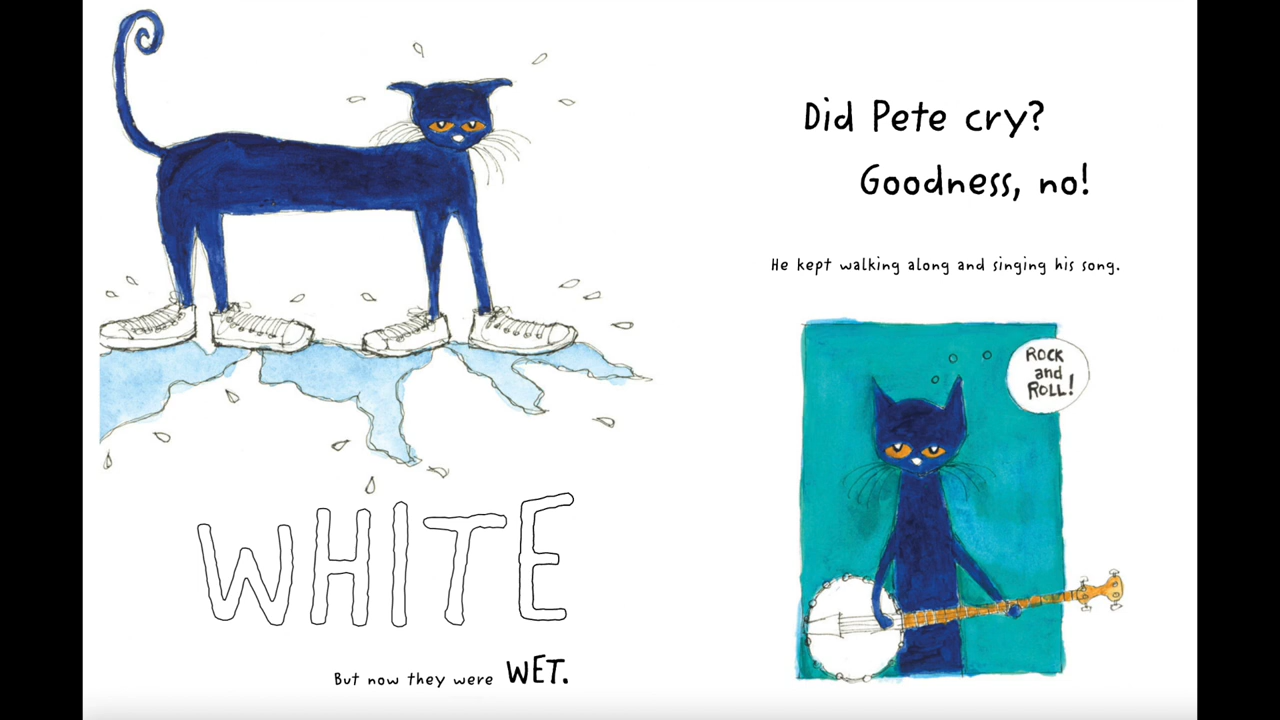 WHITE
But now they were WET.
Did Pete cry?
Goodness, no!
He kept walking along and singing his song.
ROCK
and
ROLL!